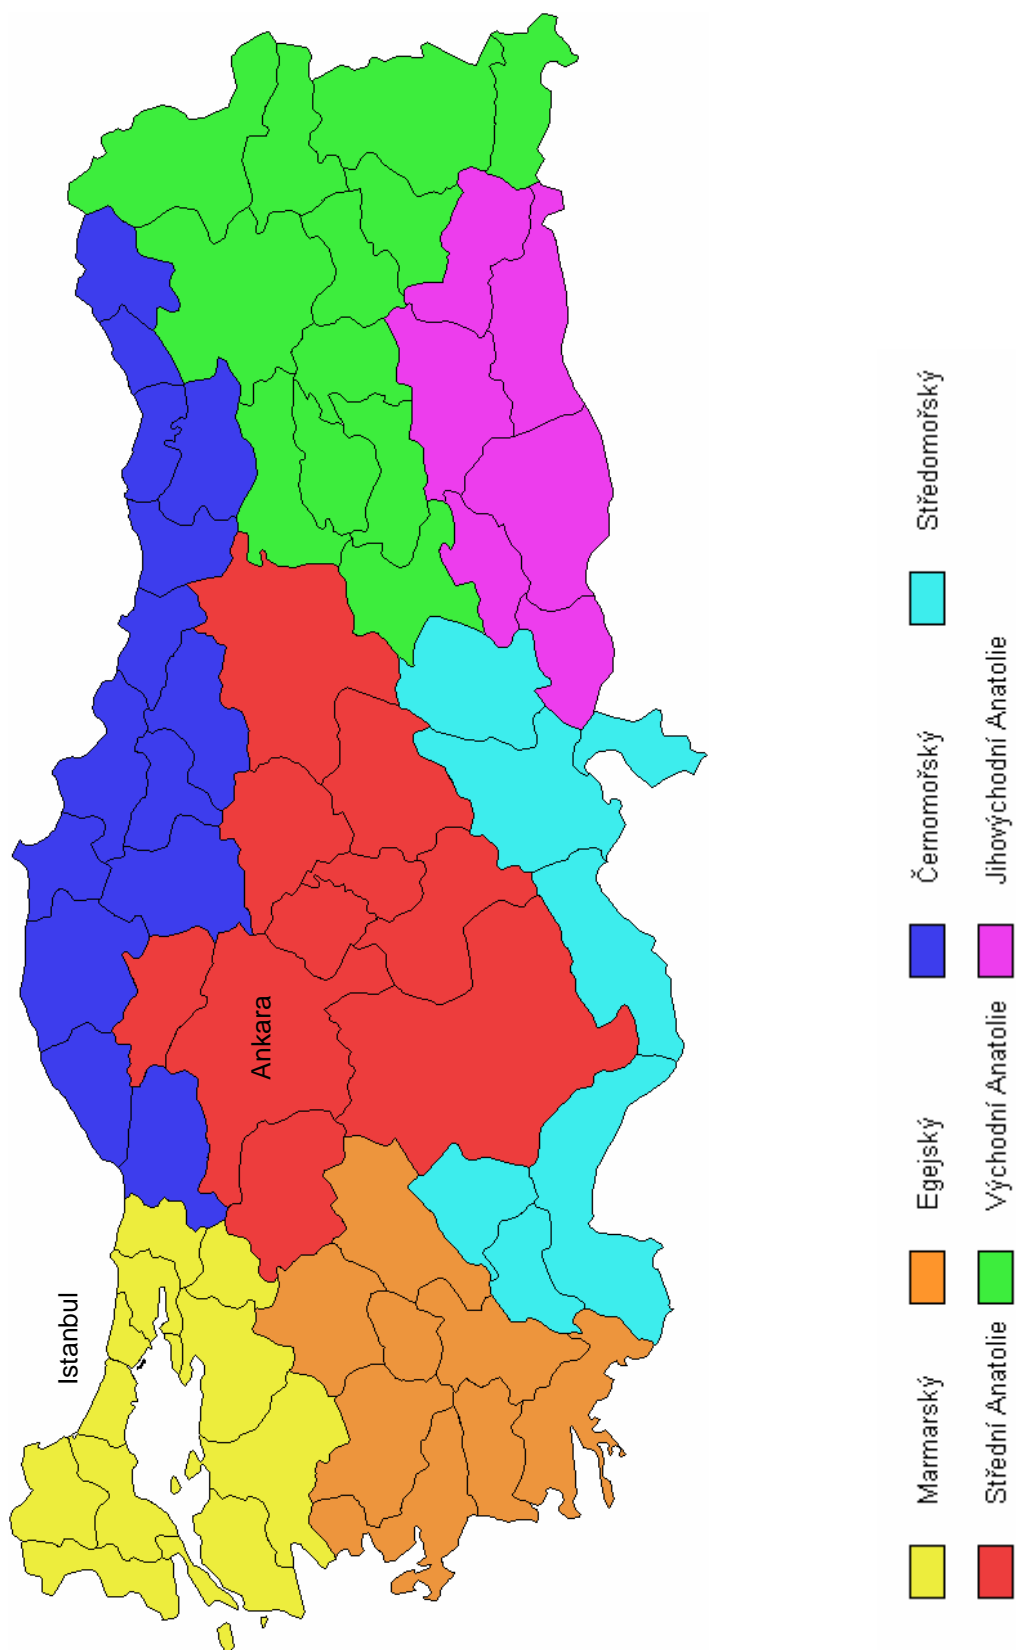 Istanbul
Ankara
Marmarský
Egejský
Černomořský
Středomořský
Střední Anatolie
Východní Anatolie
Jihovýchodní Anatolie